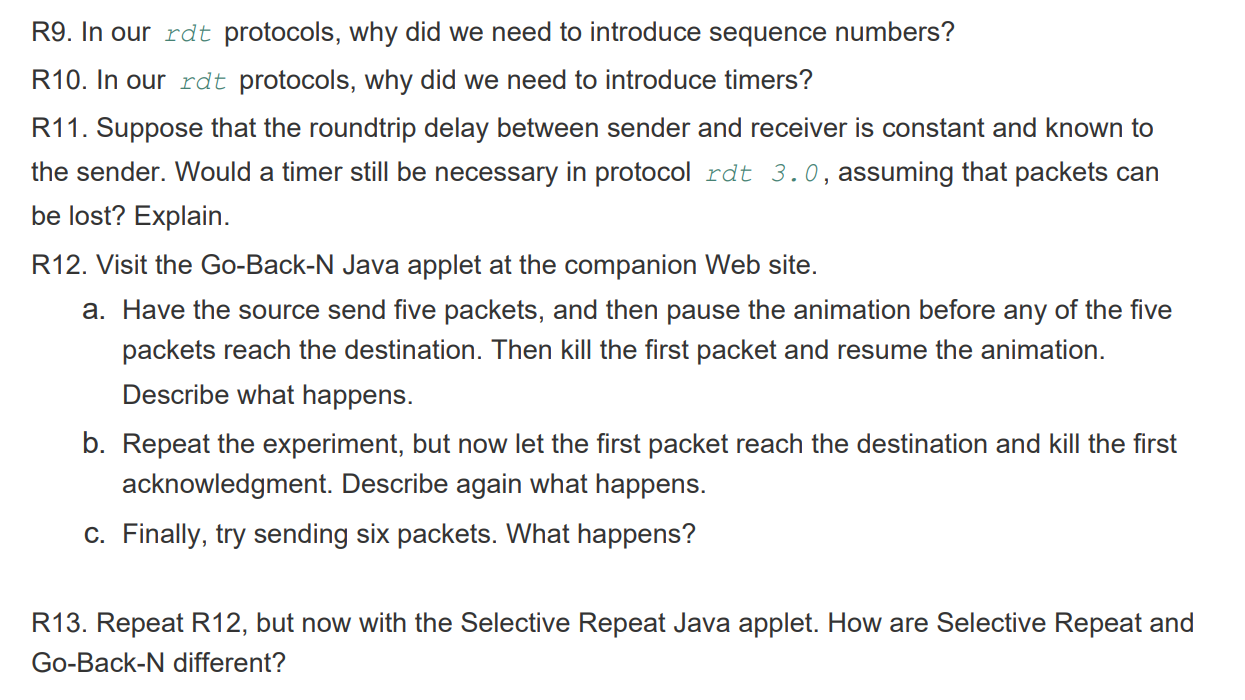 R9. In our rdt protocols, why did we need to introduce sequence numbers?
R10. In our rdt protocols, why did we need to introduce timers?
R11. Suppose that the roundtrip delay between sender and receiver is constant and known to
the sender. Would a timer still be necessary in protocol rdt 3.0, assuming that packets can
be lost? Explain.
R12. Visit the Go-Back-N Java applet at the companion Web site.
a. Have the source send five packets, and then pause the animation before any of the five
packets reach the destination. Then kill the first packet and resume the animation.
Describe what happens.
b. Repeat the experiment, but now let the first packet reach the destination and kill the first
acknowledgment. Describe again what happens.
c. Finally, try sending six packets. What happens?
R13. Repeat R12, but now with the Selective Repeat Java applet. How are Selective Repeat and
Go-Back-N different?